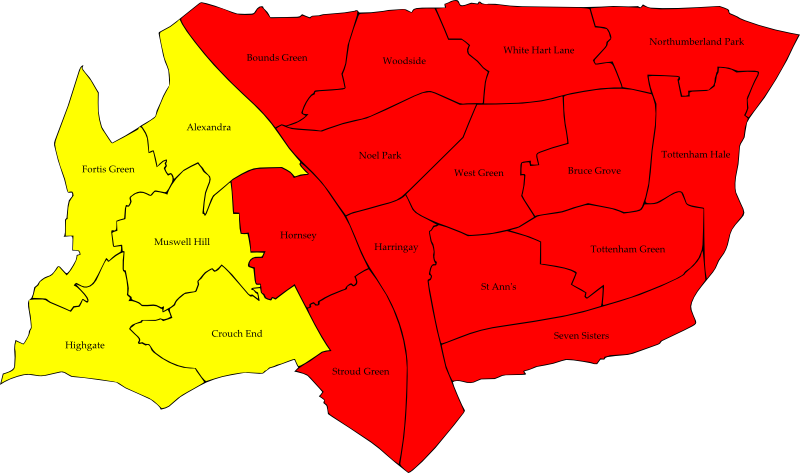 Northumberland Park
White Hart Lane
Bounds Green
Woodside
Alexandra
Noel Park
Tottenham Hale
Fortis Green
West Green
Bruce Grove
Hornsey
Muswell Hill
Harringay
Tottenham Green
St Ann's
Crouch End
Seven Sisters
Highgate
Stroud Green